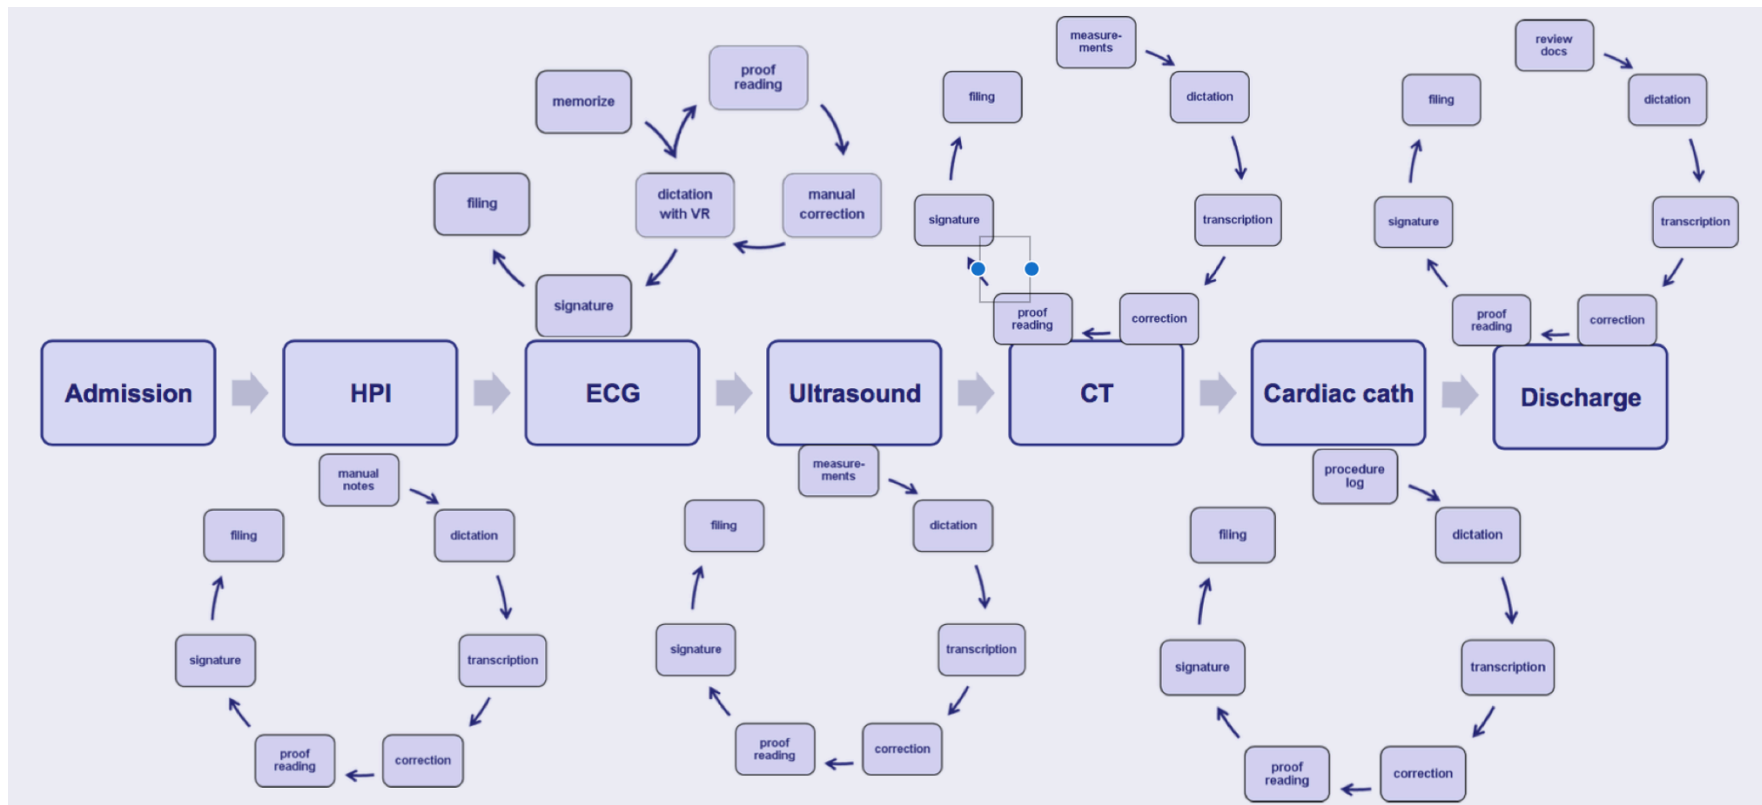 measure-
ments
dictation
transcription
correction
proof
reading
signature
filing
review
docs
dictation
transcription
correction
proof
reading
signature
filing
memorize
proof
reading
dictation
with VR
manual
correction
signature
filing
Admission
HPI
ECG
Ultrasound
CT
Cardiac cath
Discharge
manual
notes
dictation
transcription
correction
proof
reading
signature
filing
measure-
ments
dictation
transcription
correction
proof
reading
signature
filing
procedure
log
dictation
transcription
correction
proof
reading
signature
filing